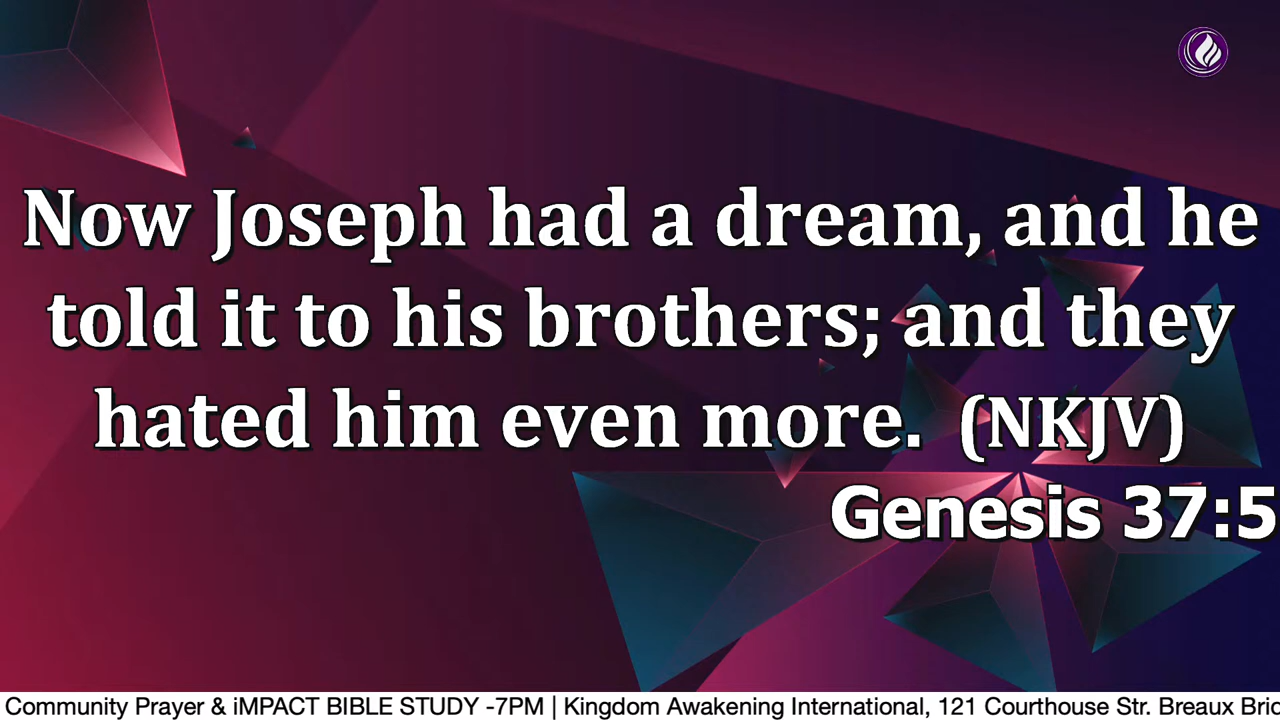 Now Joseph had a dream, and he
told it to his brothers; and they
hated him even more.  (NKJV)
Genesis 37:5
Community Prayer & iMPACT BIBLE STUDY -7PM | Kingdom Awakening International, 121 Courthouse Str. Breaux